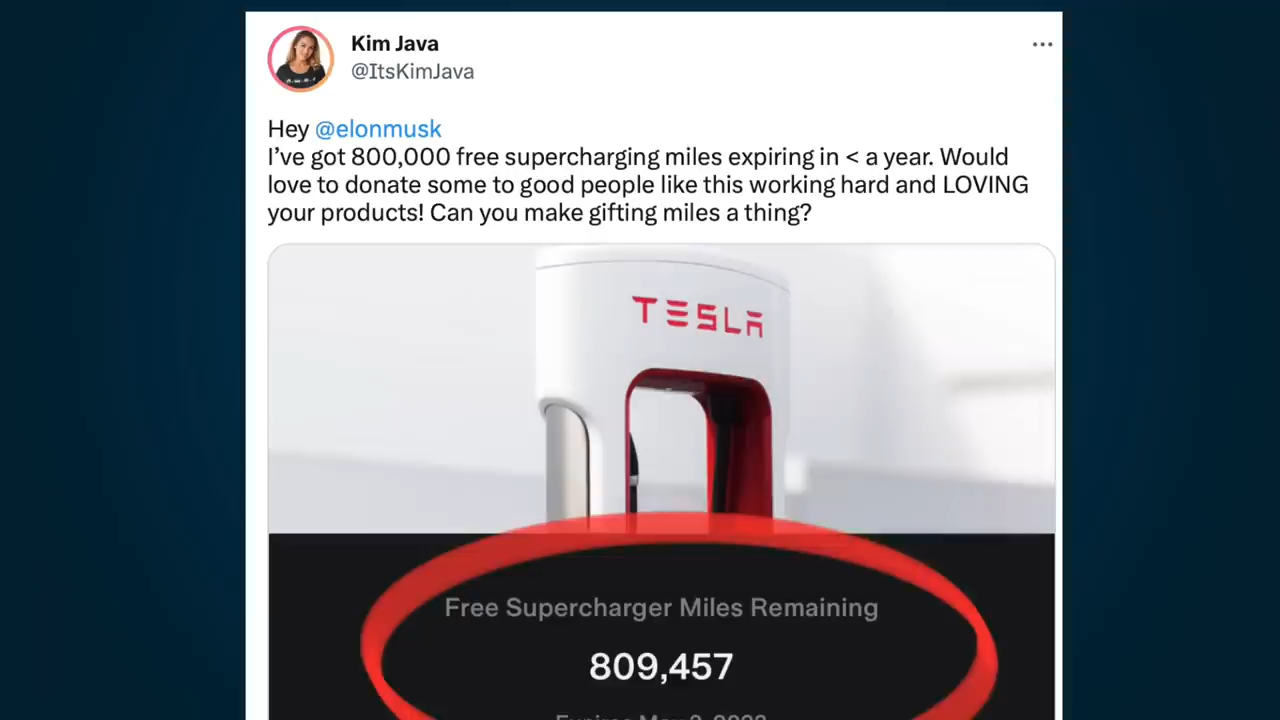 Kim Java
@ItsKimJava
Hey @elonmusk
I’ve got 800,000 free supercharging miles expiring in < a year. Would
love to donate some to good people like this working hard and LOVING
your products! Can you make gifting miles a thing?
TESLA
Free Supercharger Miles Remaining
809,457